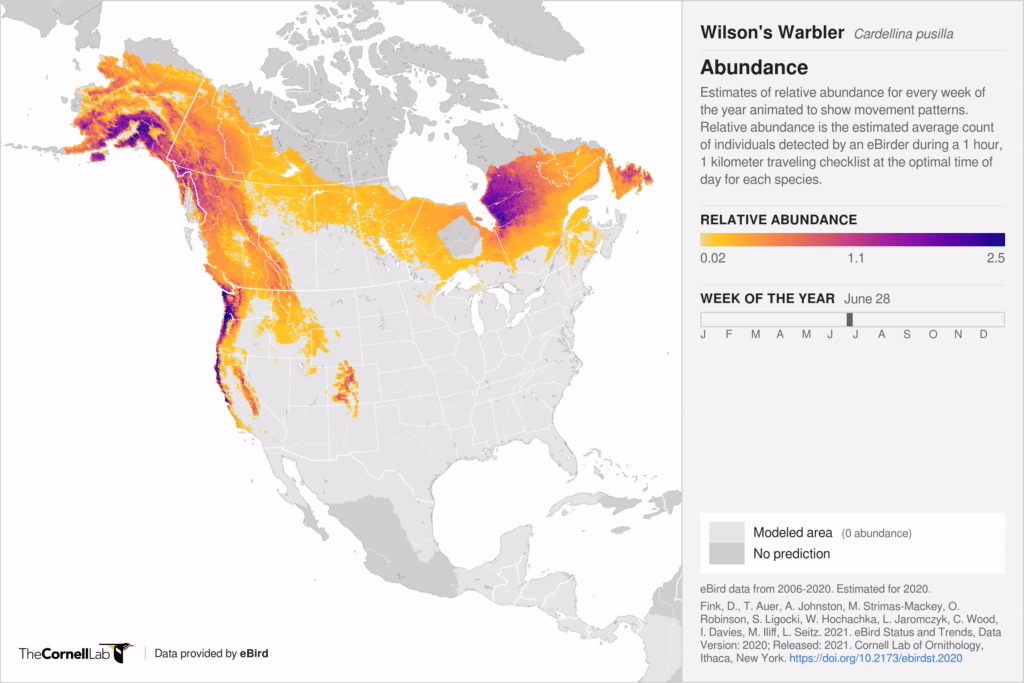 Wilson's Warbler Cardellina pusilla
Abundance
Estimates of relative abundance for every week of
the year animated to show movement patterns.
Relative abundance is the estimated average count
of individuals detected by an eBirder during a 1 hour,
1 kilometer traveling checklist at the optimal time of
day for each species.
RELATIVE ABUNDANCE
0.02 1.1 2.5
WEEK OF THE YEAR June 28
J F M A M J J A S O N D
Modeled area (0 abundance)
No prediction
eBird data from 2006-2020. Estimated for 2020.
Fink, D., T. Auer, A. Johnston, M. Strimas-Mackey, O.
Robinson, S. Ligocki, W. Hochachka, L. Jaromczyk, C. Wood,
I. Davies, M. Iliff, L. Seitz. 2021. eBird Status and Trends, Data
Version: 2020; Released: 2021. Cornell Lab of Ornithology,
Ithaca, New York. https://doi.org/10.2173/ebirdst.2020
TheCornellLab Data provided by eBird